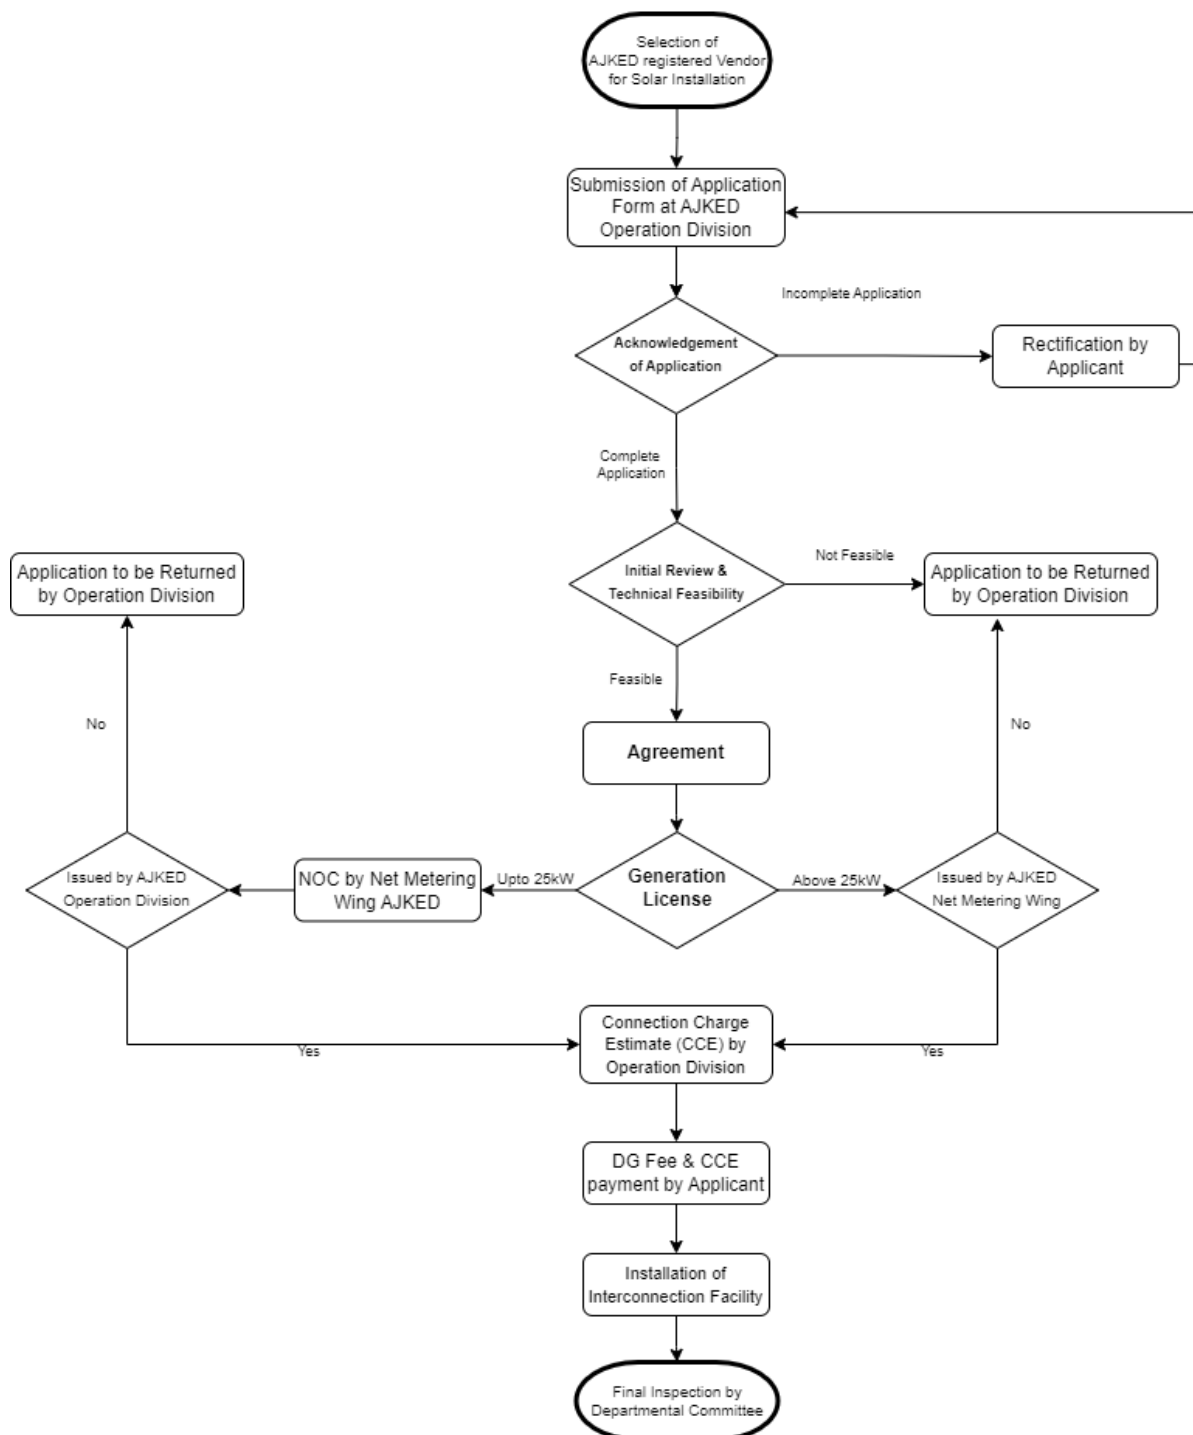 Selection of
AJKED registered Vendor
for Solar Installation
Submission of Application
Form at AJKED
Operation Division
Incomplete Application
Acknowledgement
of Application
Rectification by
Applicant
Complete
Application
Initial Review &
Technical Feasibility
Not Feasible
Application to be Returned
by Operation Division
Application to be Returned
by Operation Division
Feasible
No
No
Agreement
Issued by AJKED
Operation Division
NOC by Net Metering
Wing AJKED
Upto 25kW
Generation
License
Above 25kW
Issued by AJKED
Net Metering Wing
Connection Charge
Estimate (CCE) by
Operation Division
Yes
Yes
DG Fee & CCE
payment by Applicant
Installation of
Interconnection Facility
Final Inspection by
Departmental Committee